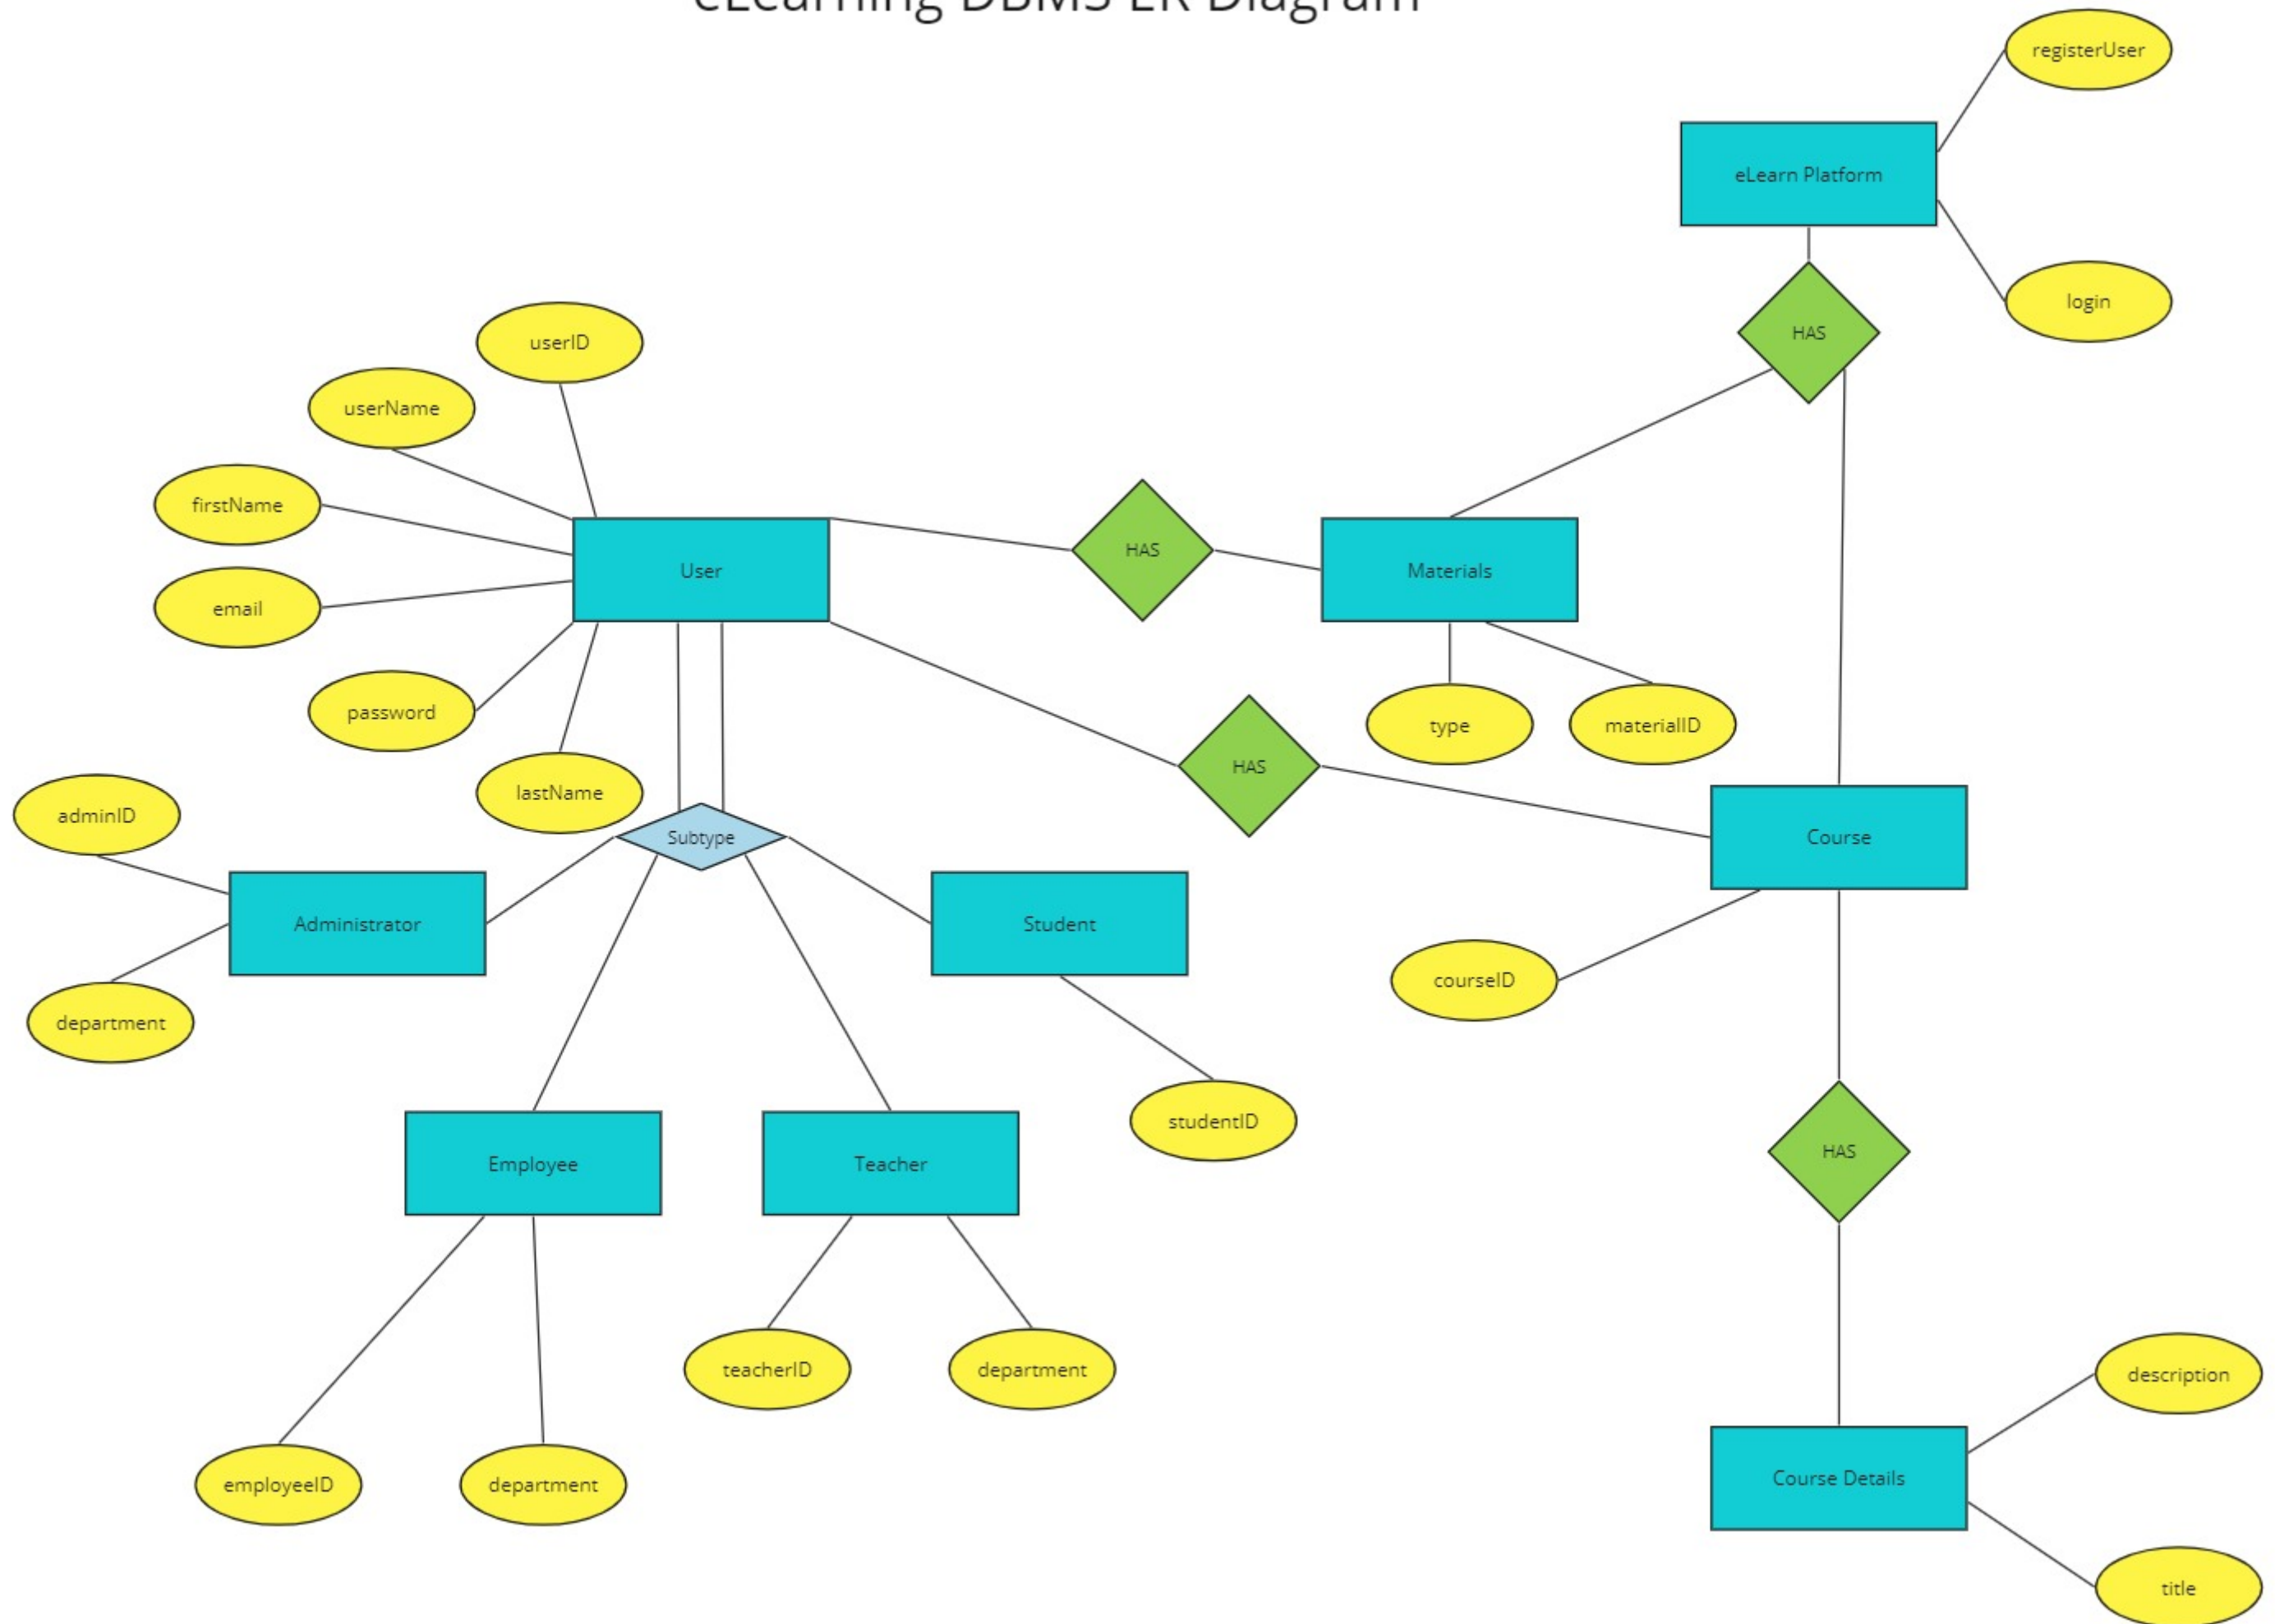 eLearning DBMS ER Diagram
registerUser
eLearn Platform
login
HAS
userID
userName
firstName
User
HAS
Materials
email
password
type
materialID
HAS
lastName
adminID
Subtype
Course
Administrator
Student
courseID
department
studentID
HAS
Employee
Teacher
teacherID
department
description
employeeID
department
Course Details
title